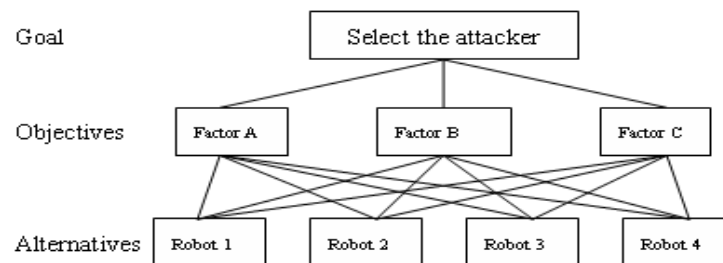 Goal
Select the attacker
Objectives
Factor A
Factor B
Factor C
Alternatives
Robot 1
Robot 2
Robot 3
Robot 4